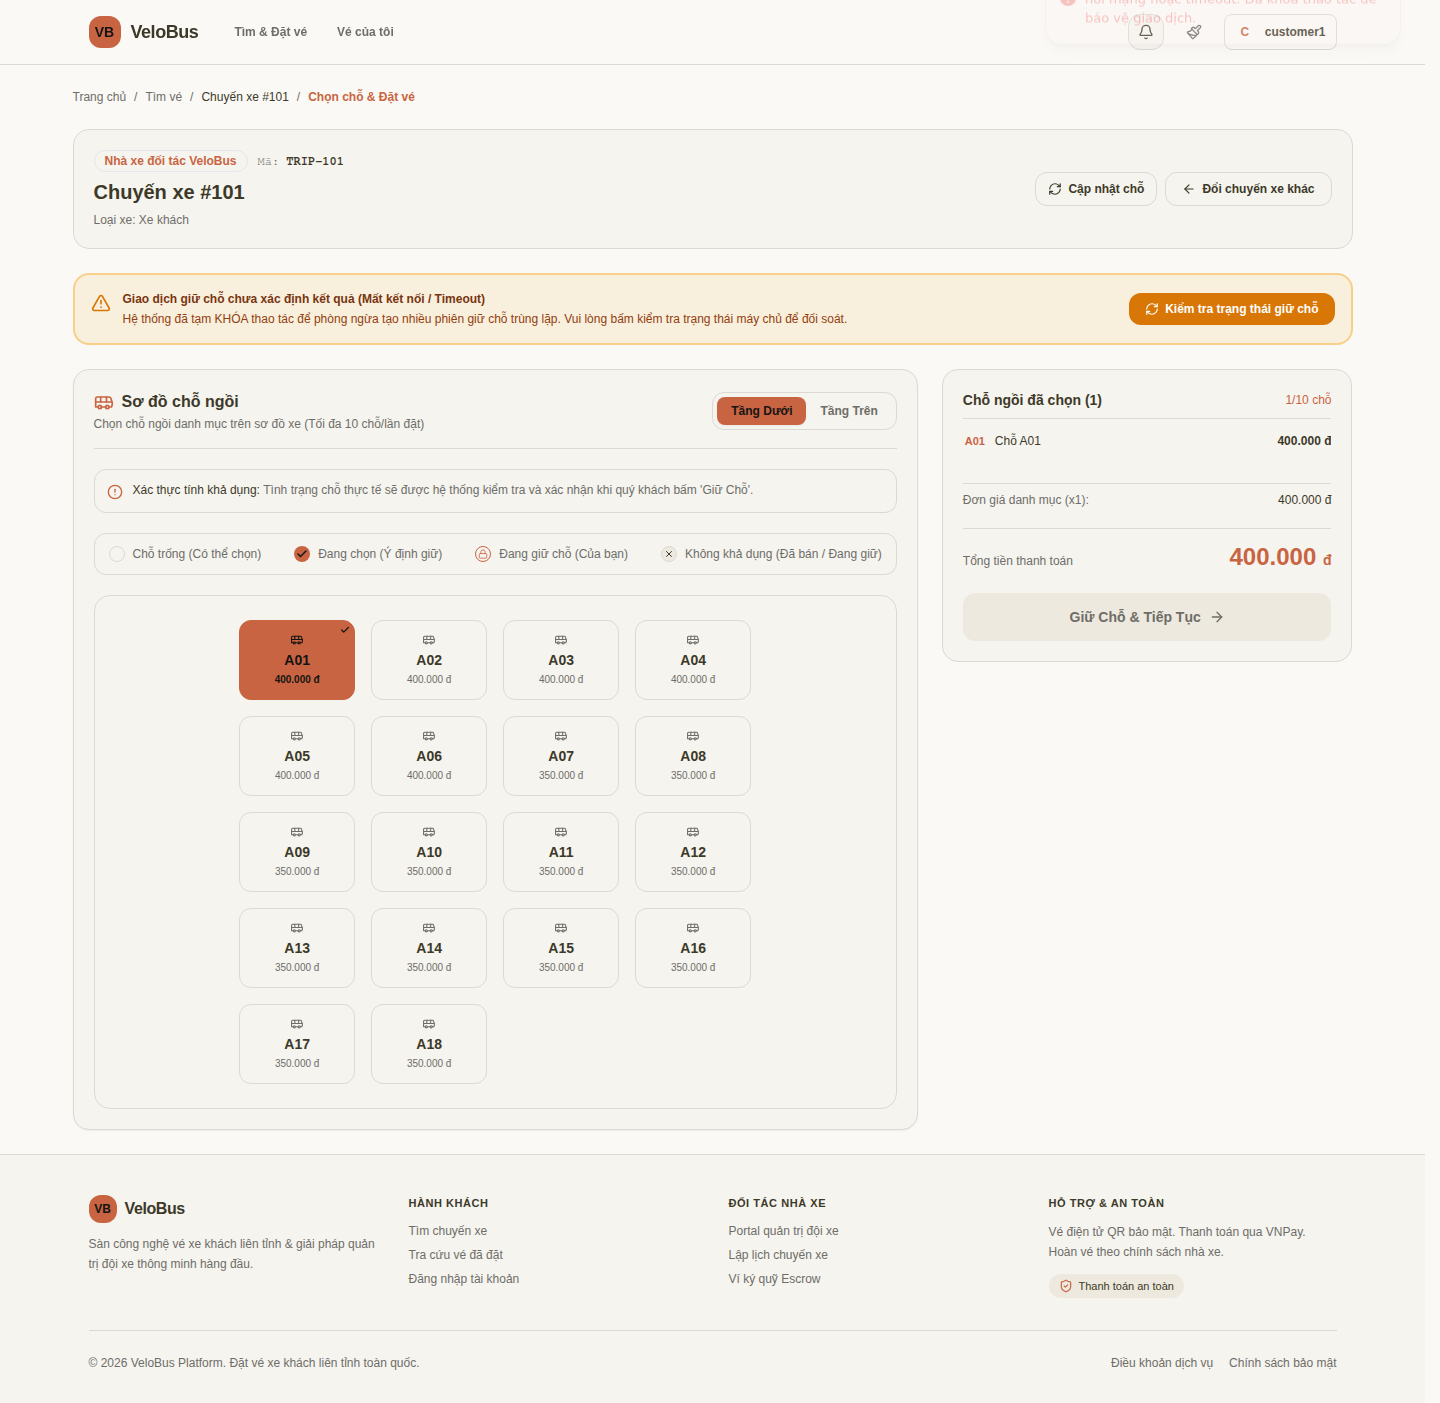 VB VeloBus Tìm & Đặt vé Vé của tôi
bảo vệ giao dịch.
C customer1
Trang chủ / Tìm vé / Chuyến xe #101 / Chọn chỗ & Đặt vé
Nhà xe đối tác VeloBus Mã: TRIP-101
Chuyến xe #101
Loại xe: Xe khách
Cập nhật chỗ Đổi chuyến xe khác
Giao dịch giữ chỗ chưa xác định kết quả (Mất kết nối / Timeout)
Hệ thống đã tạm KHÓA thao tác để phòng ngừa tạo nhiều phiên giữ chỗ trùng lặp. Vui lòng bấm kiểm tra trạng thái máy chủ để đối soát.
Kiểm tra trạng thái giữ chỗ
Sơ đồ chỗ ngồi
Chọn chỗ ngồi danh mục trên sơ đồ xe (Tối đa 10 chỗ/lần đặt)
Tầng Dưới Tầng Trên
Xác thực tính khả dụng: Tình trạng chỗ thực tế sẽ được hệ thống kiểm tra và xác nhận khi quý khách bấm 'Giữ Chỗ'.
Chỗ trống (Có thể chọn) Đang chọn (Ý định giữ) Đang giữ chỗ (Của bạn) Không khả dụng (Đã bán / Đang giữ)
A01 A02 A03 A04
400.000 đ 400.000 đ 400.000 đ 400.000 đ
A05 A06 A07 A08
400.000 đ 400.000 đ 350.000 đ 350.000 đ
A09 A10 A11 A12
350.000 đ 350.000 đ 350.000 đ 350.000 đ
A13 A14 A15 A16
350.000 đ 350.000 đ 350.000 đ 350.000 đ
A17 A18
350.000 đ 350.000 đ
Chỗ ngồi đã chọn (1) 1/10 chỗ
A01 Chỗ A01 400.000 đ
Đơn giá danh mục (x1): 400.000 đ
Tổng tiền thanh toán 400.000 đ
Giữ Chỗ & Tiếp Tục
VB VeloBus
Sàn công nghệ vé xe khách liên tỉnh & giải pháp quản
trị đội xe thông minh hàng đầu.
HÀNH KHÁCH
Tìm chuyến xe
Tra cứu vé đã đặt
Đăng nhập tài khoản
ĐỐI TÁC NHÀ XE
Portal quản trị đội xe
Lập lịch chuyến xe
Ví ký quỹ Escrow
HỖ TRỢ & AN TOÀN
Vé điện tử QR bảo mật. Thanh toán qua VNPay.
Hoàn vé theo chính sách nhà xe.
Thanh toán an toàn
© 2026 VeloBus Platform. Đặt vé xe khách liên tỉnh toàn quốc.
Điều khoản dịch vụ Chính sách bảo mật